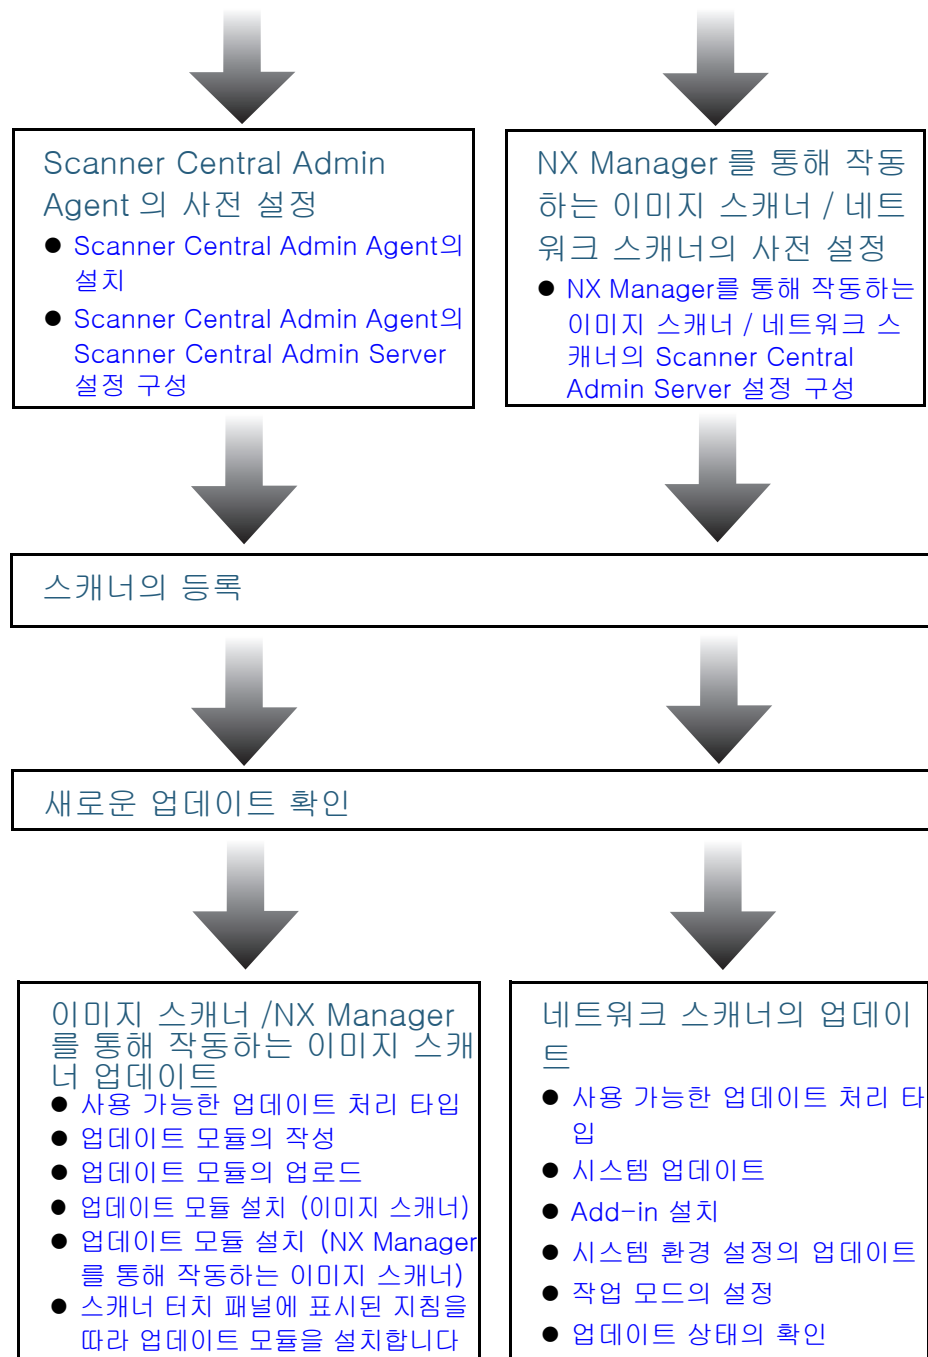 Scanner Central Admin
Agent 의 사전 설정
● Scanner Central Admin Agent의
설치
● Scanner Central Admin Agent의
Scanner Central Admin Server
설정 구성
NX Manager 를 통해 작동
하는 이미지 스캐너 / 네트
워크 스캐너의 사전 설정
● NX Manager를 통해 작동하는
이미지 스캐너 / 네트워크 스
캐너의 Scanner Central
Admin Server 설정 구성
스캐너의 등록
새로운 업데이트 확인
이미지 스캐너 /NX Manager
를 통해 작동하는 이미지 스캐
너 업데이트
● 사용 가능한 업데이트 처리 타입
● 업데이트 모듈의 작성
● 업데이트 모듈의 업로드
● 업데이트 모듈 설치 (이미지 스캐너)
● 업데이트 모듈 설치 (NX Manager
를 통해 작동하는 이미지 스캐너)
● 스캐너 터치 패널에 표시된 지침을
따라 업데이트 모듈을 설치합니다
네트워크 스캐너의 업데이
트
● 사용 가능한 업데이트 처리 타
입
● 시스템 업데이트
● Add-in 설치
● 시스템 환경 설정의 업데이트
● 작업 모드의 설정
● 업데이트 상태의 확인